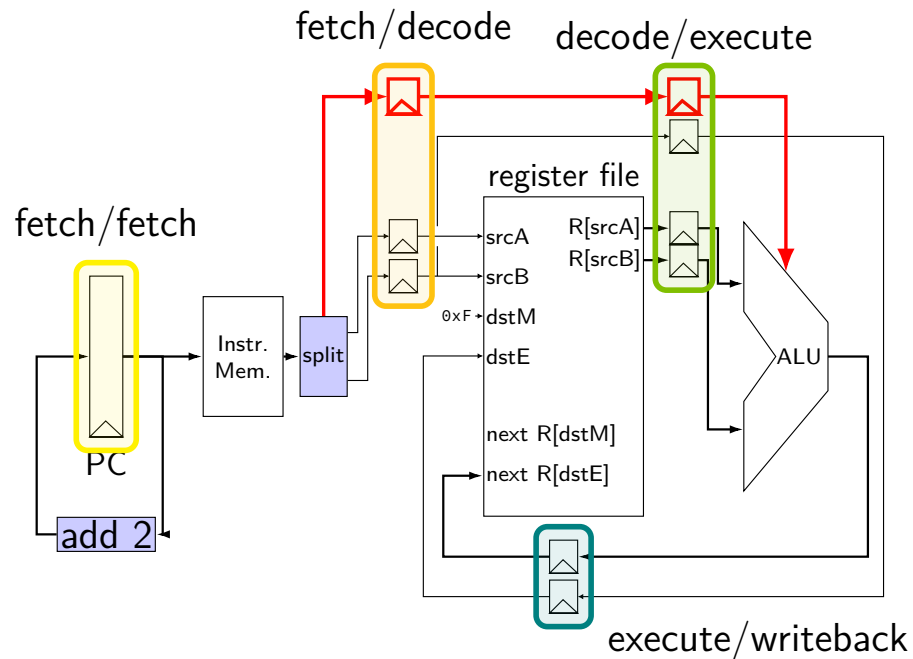 fetch/decode
decode/execute
register file
fetch/fetch
srcA
R[srcA]
R[srcB]
srcB
0xF
dstM
Instr.
Mem.
split
dstE
ALU
next R[dstM]
PC
next R[dstE]
add 2
execute/writeback